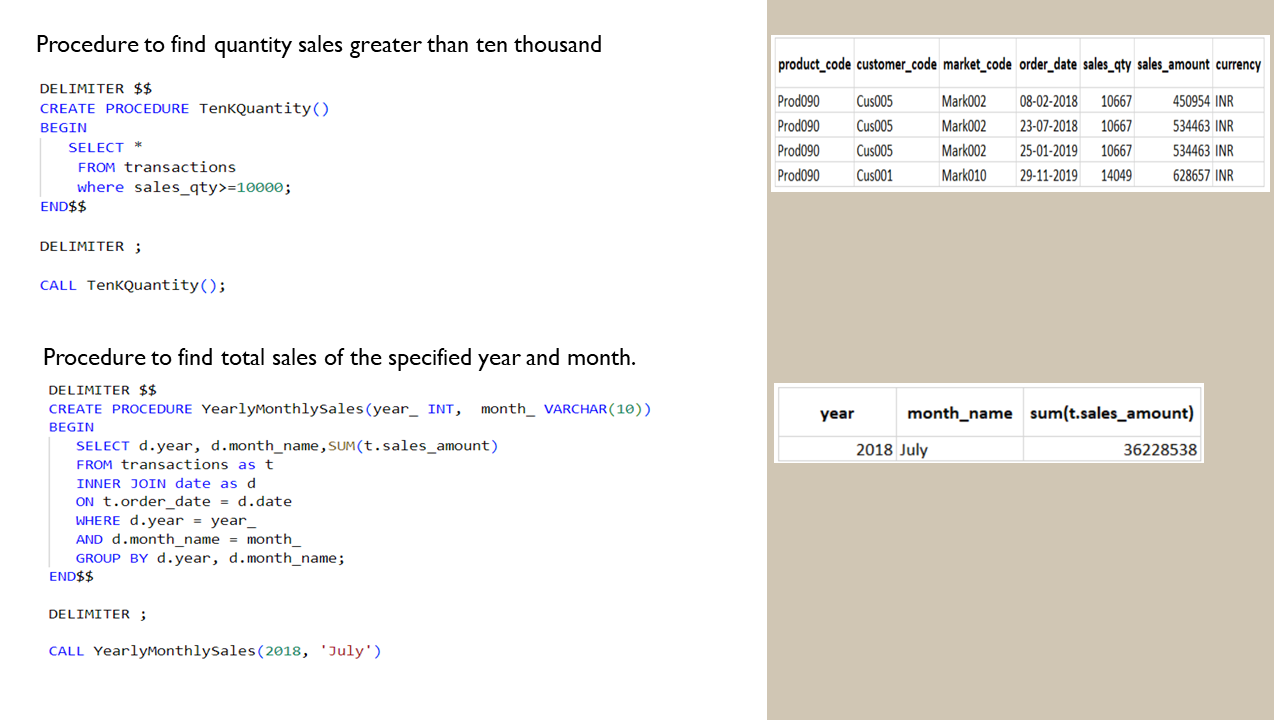 Procedure to find quantity sales greater than ten thousand
DELIMITER $$
CREATE PROCEDURE TenKQuantity()
BEGIN
SELECT *
FROM transactions
where sales_qty>=10000;
END$$
DELIMITER ;
CALL TenKQuantity();
product_code customer_code market_code order_date sales_qty sales_amount currency
Prod090 Cus005 Mark002 08-02-2018 10667 450954 INR
Prod090 Cus005 Mark002 23-07-2018 10667 534463 INR
Prod090 Cus005 Mark002 25-01-2019 10667 534463 INR
Prod090 Cus001 Mark010 29-11-2019 14049 628657 INR
Procedure to find total sales of the specified year and month.
DELIMITER $$
CREATE PROCEDURE YearlyMonthlySales(year_ INT, month_ VARCHAR(10))
BEGIN
SELECT d.year, d.month_name,SUM(t.sales_amount)
FROM transactions as t
INNER JOIN date as d
ON t.order_date = d.date
WHERE d.year = year_
AND d.month_name = month_
GROUP BY d.year, d.month_name;
END$$
DELIMITER ;
CALL YearlyMonthlySales(2018, 'July')
year month_name sum(t.sales_amount)
2018 July 36228538